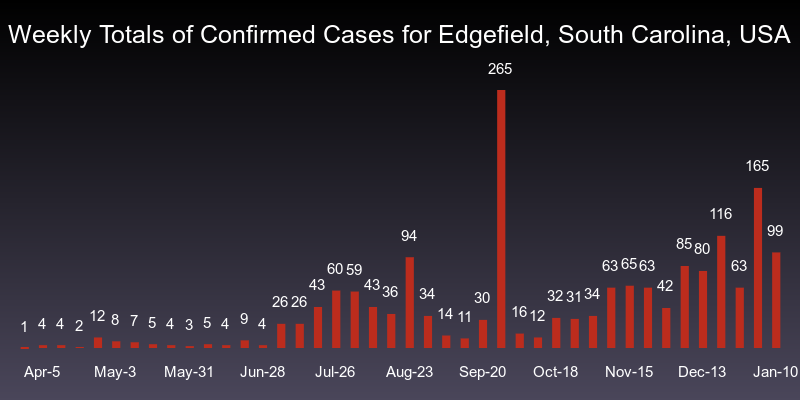 Weekly Totals of Confirmed Cases for Edgefield, South Carolina, USA
1 4 4 2 12 8 7 5 4 3 5 4 9 4 26 26 43 60 59 43 36 94 34 14 11 30 265 16 12 32 31 34 63 65 63 42 85 80 116 63 165 99
Apr-5 May-3 May-31 Jun-28 Jul-26 Aug-23 Sep-20 Oct-18 Nov-15 Dec-13 Jan-10